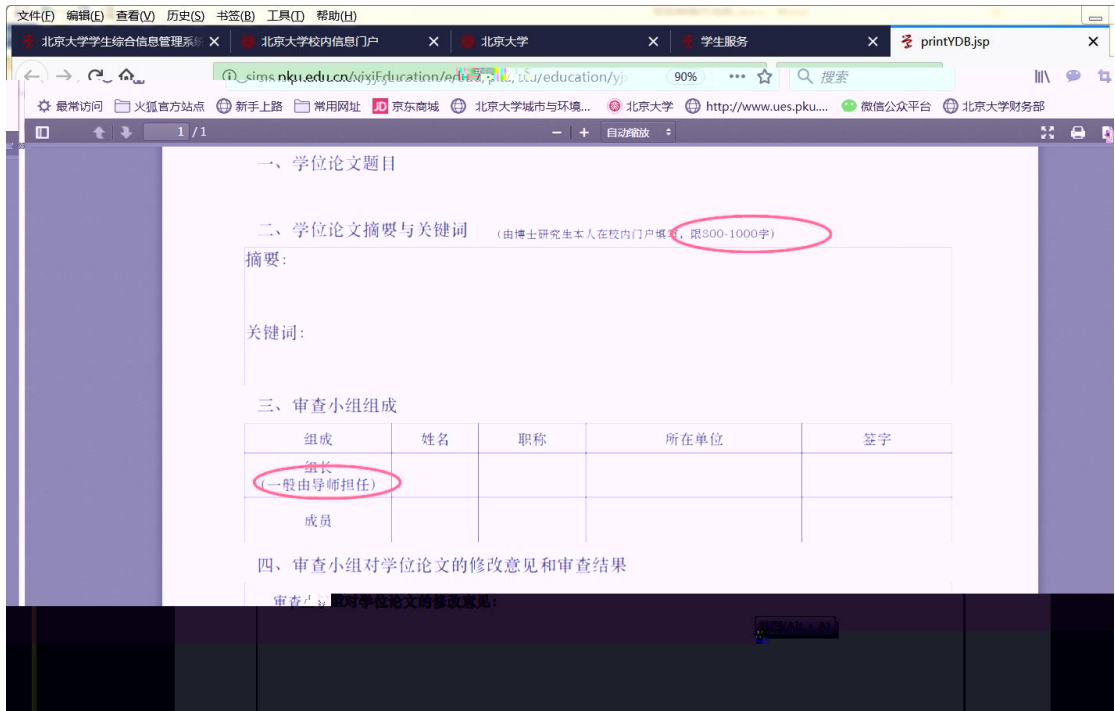 文件(F) 编辑(E) 查看(V) 历史(S) 书签(B) 工具(T) 帮助(H)
北京大学学生综合信息管理系统 北京大学校内信息门户 北京大学 学生服务 printYDB.jsp
90% 搜索
最常访问 火狐官方站点 新手上路 常用网址 JD 京东商城 北京大学城市与环境... 北京大学 http://www.ues.pku.... 微信公众平台 北京大学财务部
1 / 1 — + 自动缩放
一、学位论文题目
二、学位论文摘要与关键词 (由博士研究生本人在校内门户填写，限800-1000字)
摘要:
关键词:
三、审查小组组成
组成 姓名 职称 所在单位 签字
组长
(一般由导师担任)
成员
四、审查小组对学位论文的修改意见和审查结果
组对学位论文的修改意见: